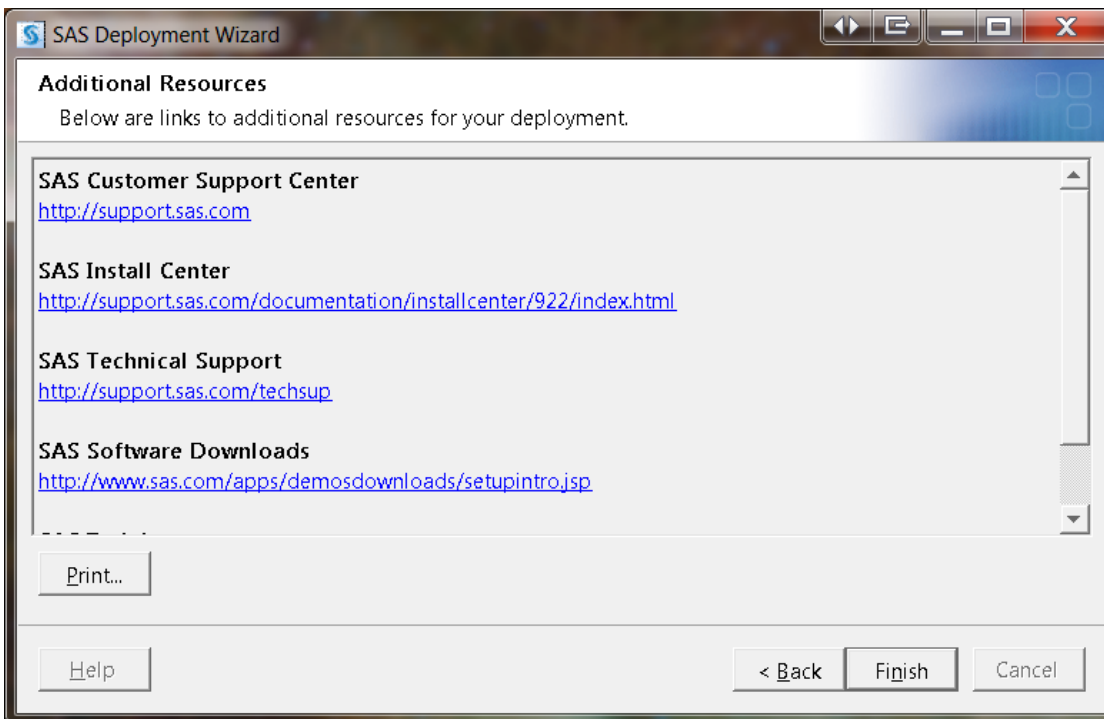 SAS Deployment Wizard
Additional Resources
Below are links to additional resources for your deployment.
SAS Customer Support Center
http://support.sas.com
SAS Install Center
http://support.sas.com/documentation/installcenter/922/index.html
SAS Technical Support
http://support.sas.com/techsup
SAS Software Downloads
http://www.sas.com/apps/demosdownloads/setupintro.jsp
Print...
Help
< Back
Finish
Cancel